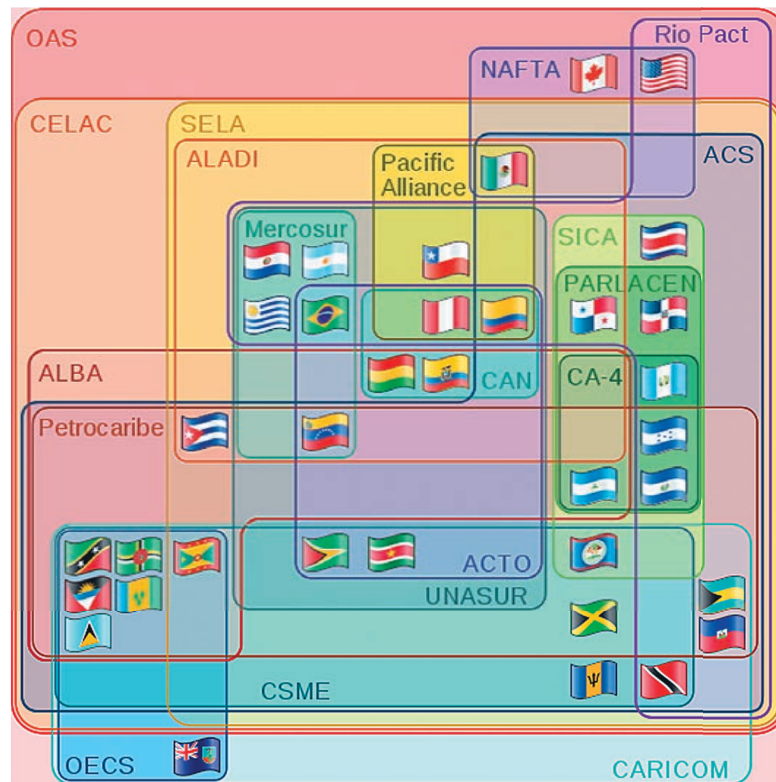 OAS
Rio Pact
NAFTA
CELAC
SELA
ALADI
Pacific
Alliance
ACS
Mercosur
SICA
PARLACEN
ALBA
CAN
CA-4
Petrocaribe
ACTO
UNASUR
CSME
OECS
CARICOM